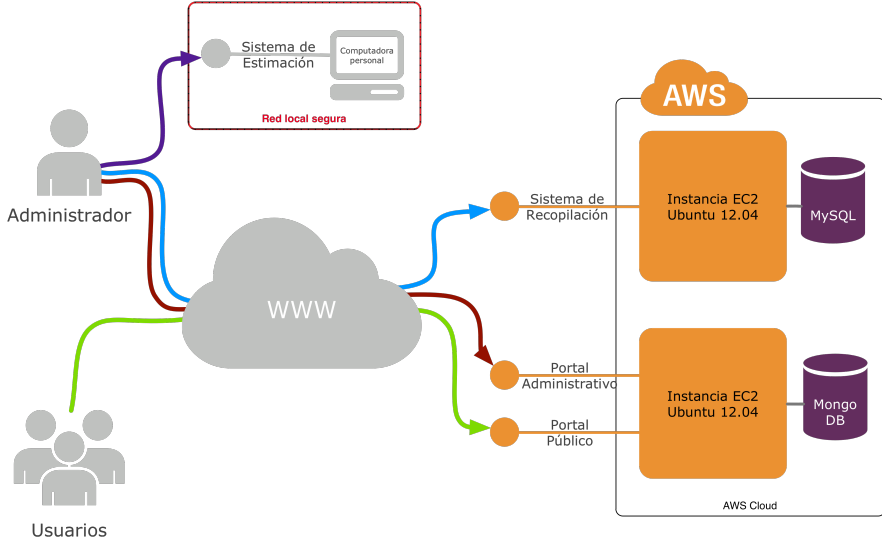 Sistema de
Estimación
Computadora
personal
Red local segura
Administrador
AWS
Sistema de
Recopilación
Instancia EC2
Ubuntu 12.04
MySQL
WWW
Portal
Administrativo
Instancia EC2
Ubuntu 12.04
Mongo
DB
Portal
Público
AWS Cloud
Usuarios